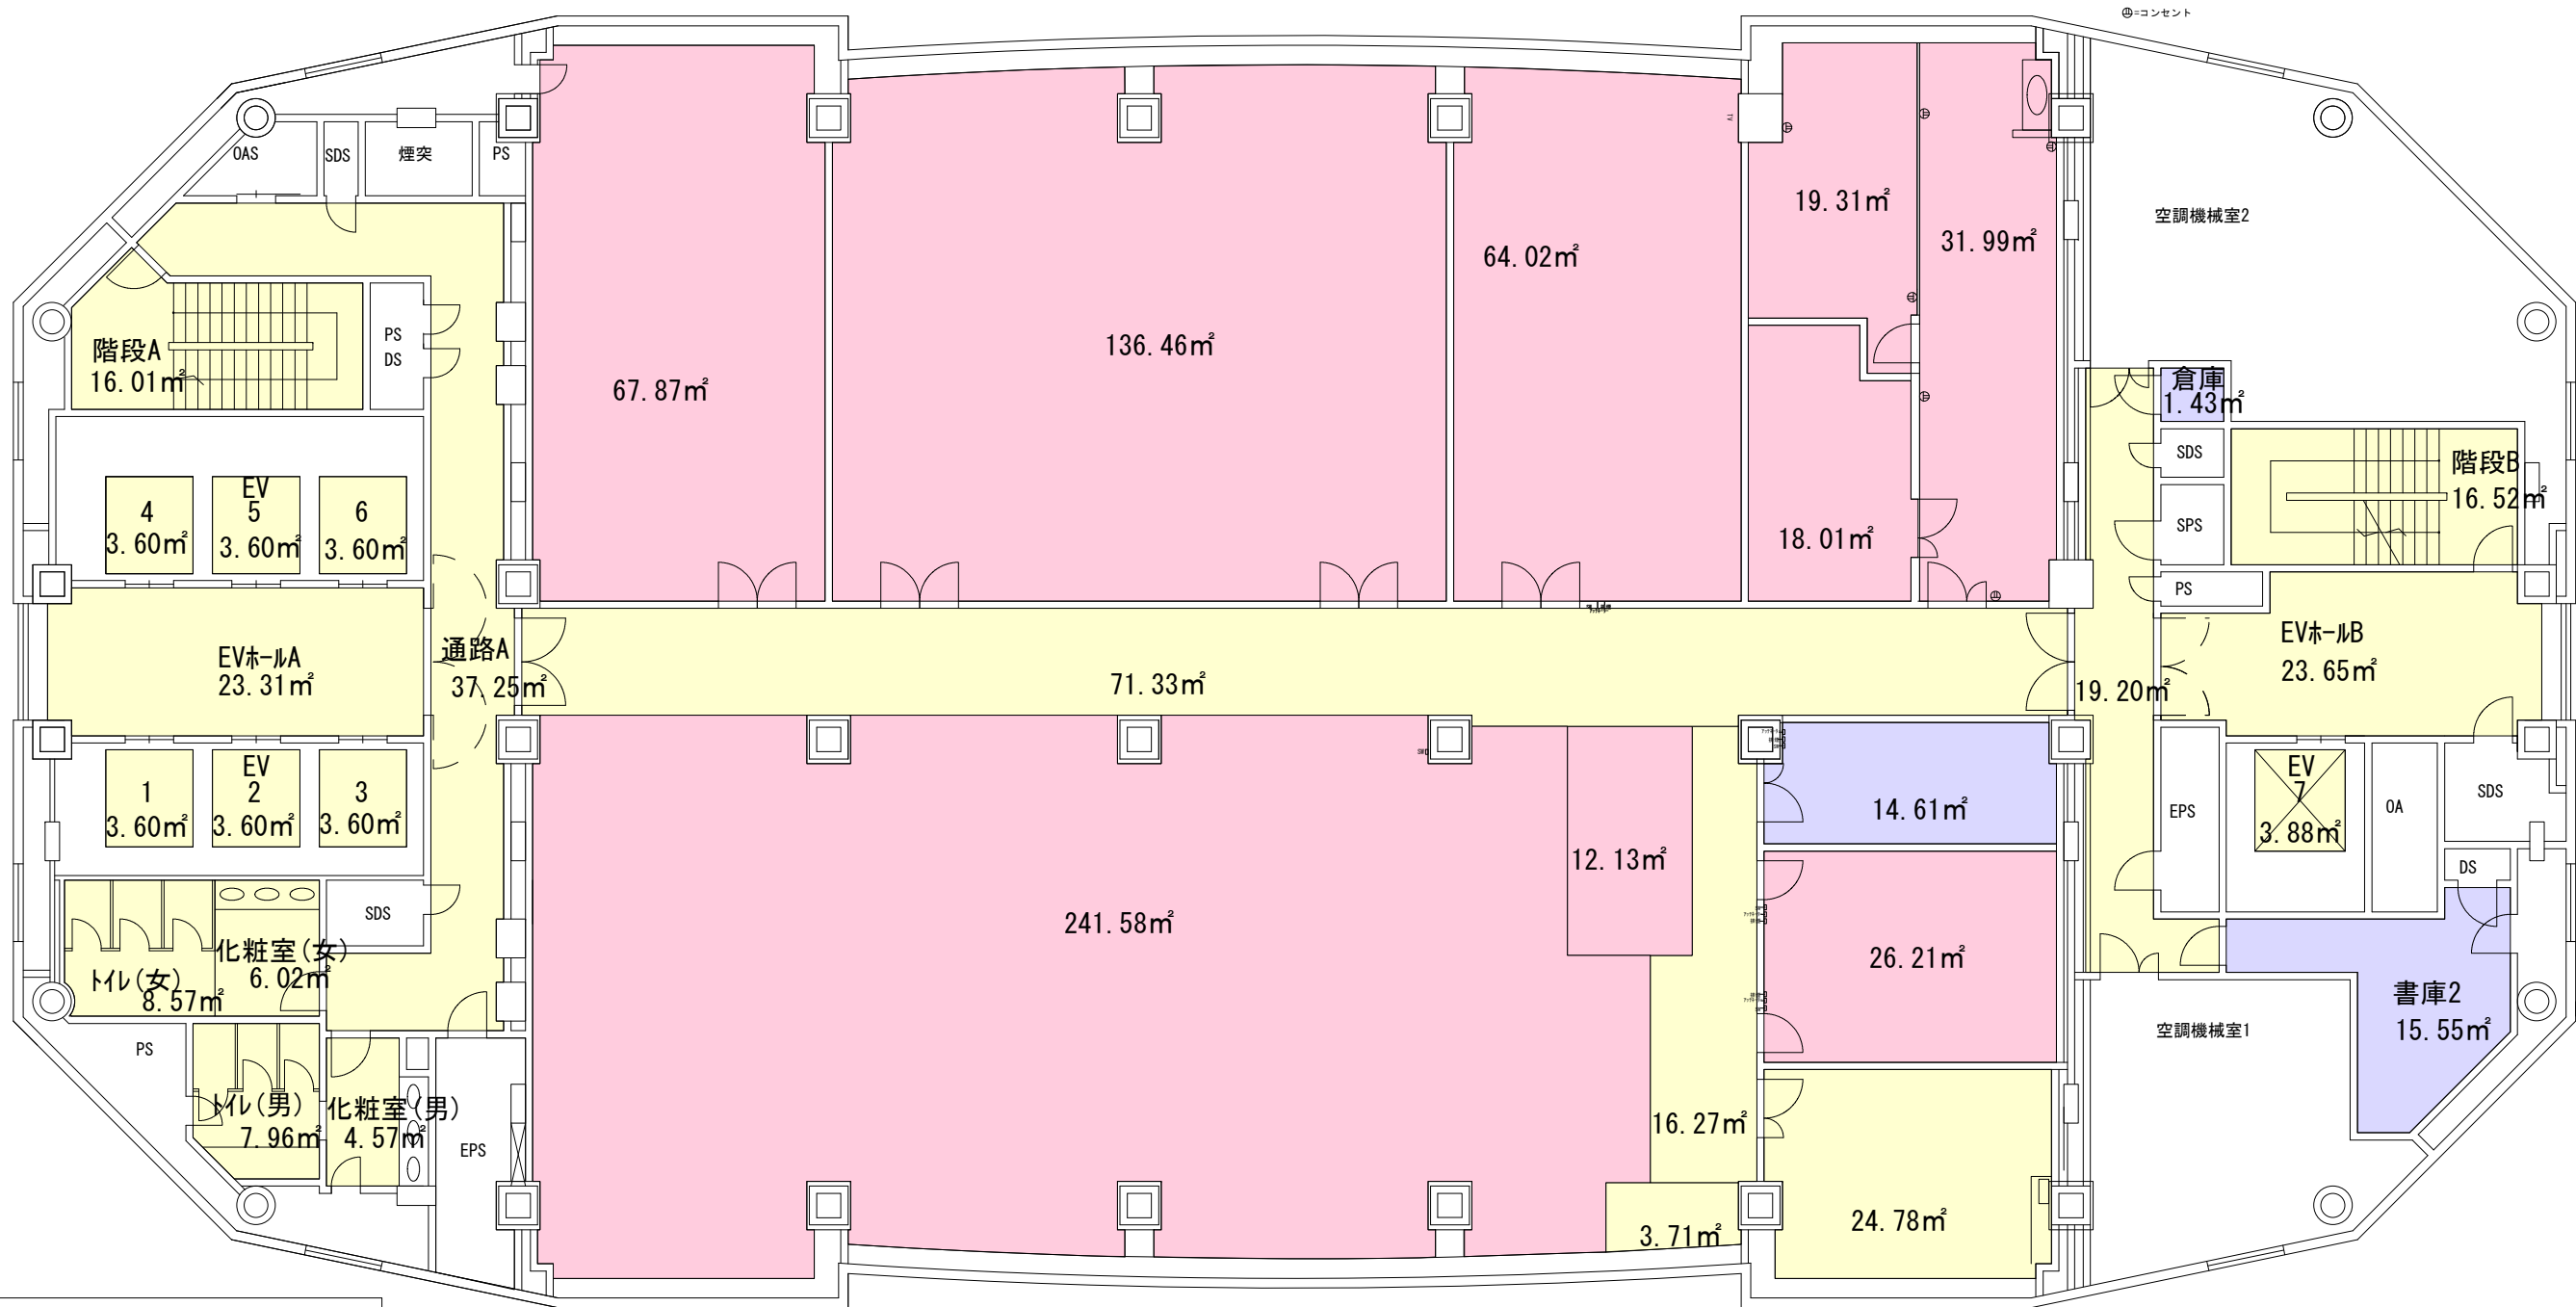 =コンセント
OAS
SDS
煙突
PS
空調機械室2
19.31㎡
31.99㎡
64.02㎡
136.46㎡
67.87㎡
階段A
16.01㎡
PS
DS
倉庫
1.43㎡
SDS
階段B
16.52㎡
SPS
PS
4
3.60㎡
EV
5
3.60㎡
6
3.60㎡
18.01㎡
EVホールA
23.31㎡
通路A
37.25㎡
71.33㎡
19.20㎡
EVホールB
23.65㎡
1
3.60㎡
EV
2
3.60㎡
3
3.60㎡
14.61㎡
12.13㎡
EPS
EV
7
3.88㎡
OA
SDS
DS
SDS
241.58㎡
26.21㎡
化粧室(女)
6.02㎡
トイレ(女)
8.57㎡
書庫2
15.55㎡
PS
空調機械室1
トイレ(男)
7.96㎡
化粧室(男)
4.57㎡
EPS
16.27㎡
3.71㎡
24.78㎡